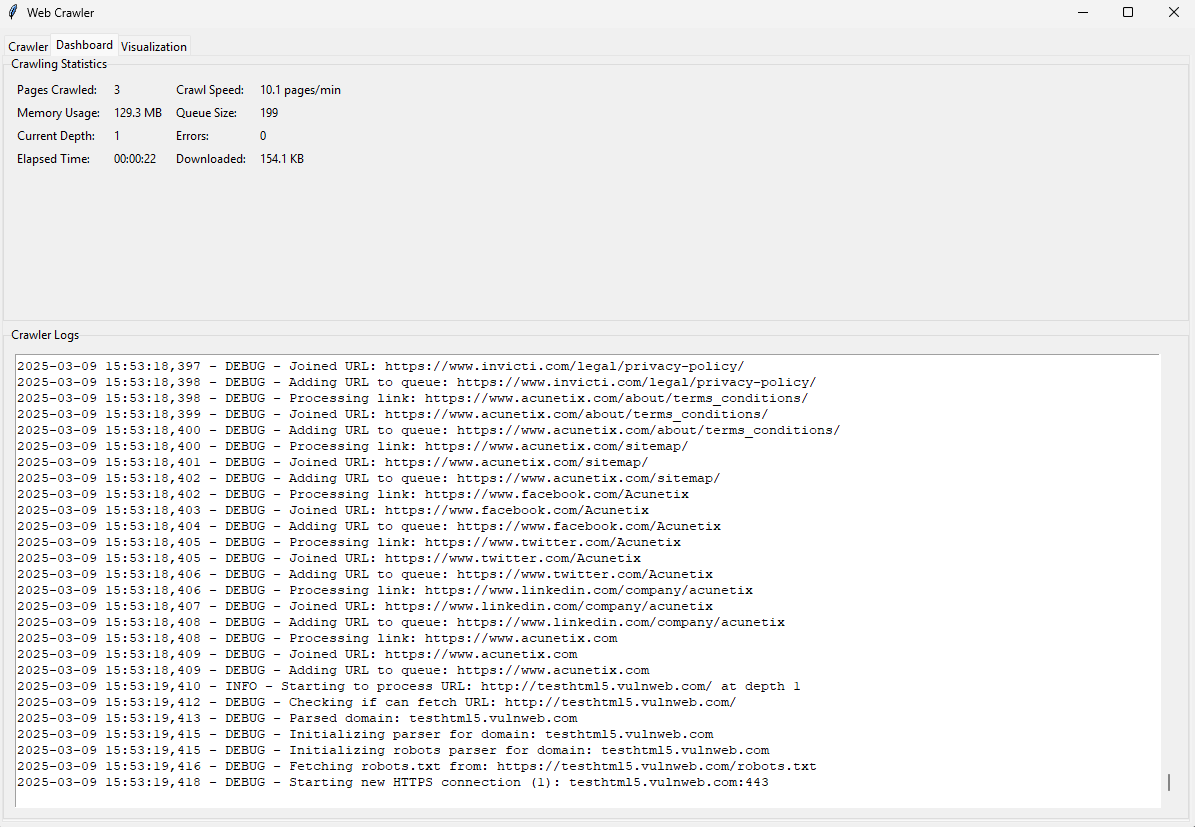 Web Crawler
Crawler Dashboard Visualization
Crawling Statistics
Pages Crawled: 3 Crawl Speed: 10.1 pages/min
Memory Usage: 129.3 MB Queue Size: 199
Current Depth: 1 Errors: 0
Elapsed Time: 00:00:22 Downloaded: 154.1 KB
Crawler Logs
2025-03-09 15:53:18,397 - DEBUG - Joined URL: https://www.invicti.com/legal/privacy-policy/
2025-03-09 15:53:18,398 - DEBUG - Adding URL to queue: https://www.invicti.com/legal/privacy-policy/
2025-03-09 15:53:18,398 - DEBUG - Processing link: https://www.acunetix.com/about/terms_conditions/
2025-03-09 15:53:18,399 - DEBUG - Joined URL: https://www.acunetix.com/about/terms_conditions/
2025-03-09 15:53:18,400 - DEBUG - Adding URL to queue: https://www.acunetix.com/about/terms_conditions/
2025-03-09 15:53:18,400 - DEBUG - Processing link: https://www.acunetix.com/sitemap/
2025-03-09 15:53:18,401 - DEBUG - Joined URL: https://www.acunetix.com/sitemap/
2025-03-09 15:53:18,402 - DEBUG - Adding URL to queue: https://www.acunetix.com/sitemap/
2025-03-09 15:53:18,402 - DEBUG - Processing link: https://www.facebook.com/Acunetix
2025-03-09 15:53:18,403 - DEBUG - Joined URL: https://www.facebook.com/Acunetix
2025-03-09 15:53:18,404 - DEBUG - Adding URL to queue: https://www.facebook.com/Acunetix
2025-03-09 15:53:18,405 - DEBUG - Processing link: https://www.twitter.com/Acunetix
2025-03-09 15:53:18,405 - DEBUG - Joined URL: https://www.twitter.com/Acunetix
2025-03-09 15:53:18,406 - DEBUG - Adding URL to queue: https://www.twitter.com/Acunetix
2025-03-09 15:53:18,406 - DEBUG - Processing link: https://www.linkedin.com/company/acunetix
2025-03-09 15:53:18,407 - DEBUG - Joined URL: https://www.linkedin.com/company/acunetix
2025-03-09 15:53:18,408 - DEBUG - Adding URL to queue: https://www.linkedin.com/company/acunetix
2025-03-09 15:53:18,408 - DEBUG - Processing link: https://www.acunetix.com
2025-03-09 15:53:18,409 - DEBUG - Joined URL: https://www.acunetix.com
2025-03-09 15:53:18,409 - DEBUG - Adding URL to queue: https://www.acunetix.com
2025-03-09 15:53:19,410 - INFO - Starting to process URL: http://testhtml5.vulnweb.com/ at depth 1
2025-03-09 15:53:19,412 - DEBUG - Checking if can fetch URL: http://testhtml5.vulnweb.com/
2025-03-09 15:53:19,413 - DEBUG - Parsed domain: testhtml5.vulnweb.com
2025-03-09 15:53:19,415 - DEBUG - Initializing parser for domain: testhtml5.vulnweb.com
2025-03-09 15:53:19,415 - DEBUG - Initializing robots parser for domain: testhtml5.vulnweb.com
2025-03-09 15:53:19,416 - DEBUG - Fetching robots.txt from: https://testhtml5.vulnweb.com/robots.txt
2025-03-09 15:53:19,418 - DEBUG - Starting new HTTPS connection (1): testhtml5.vulnweb.com:443